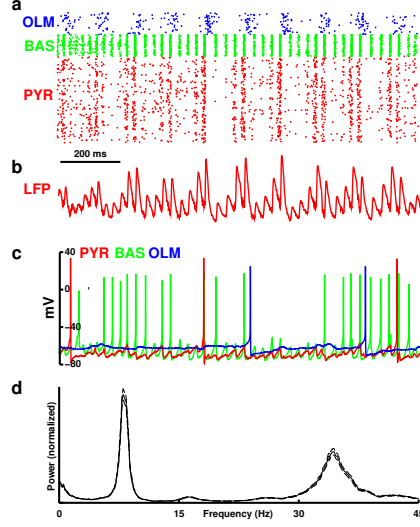 a
OLM
BAS
PYR
200 ms
b
LFP
c
PYR BAS OLM
40
0
-40
-80
mV
d
Power (normalized)
0 15 30 45
Frequency (Hz)